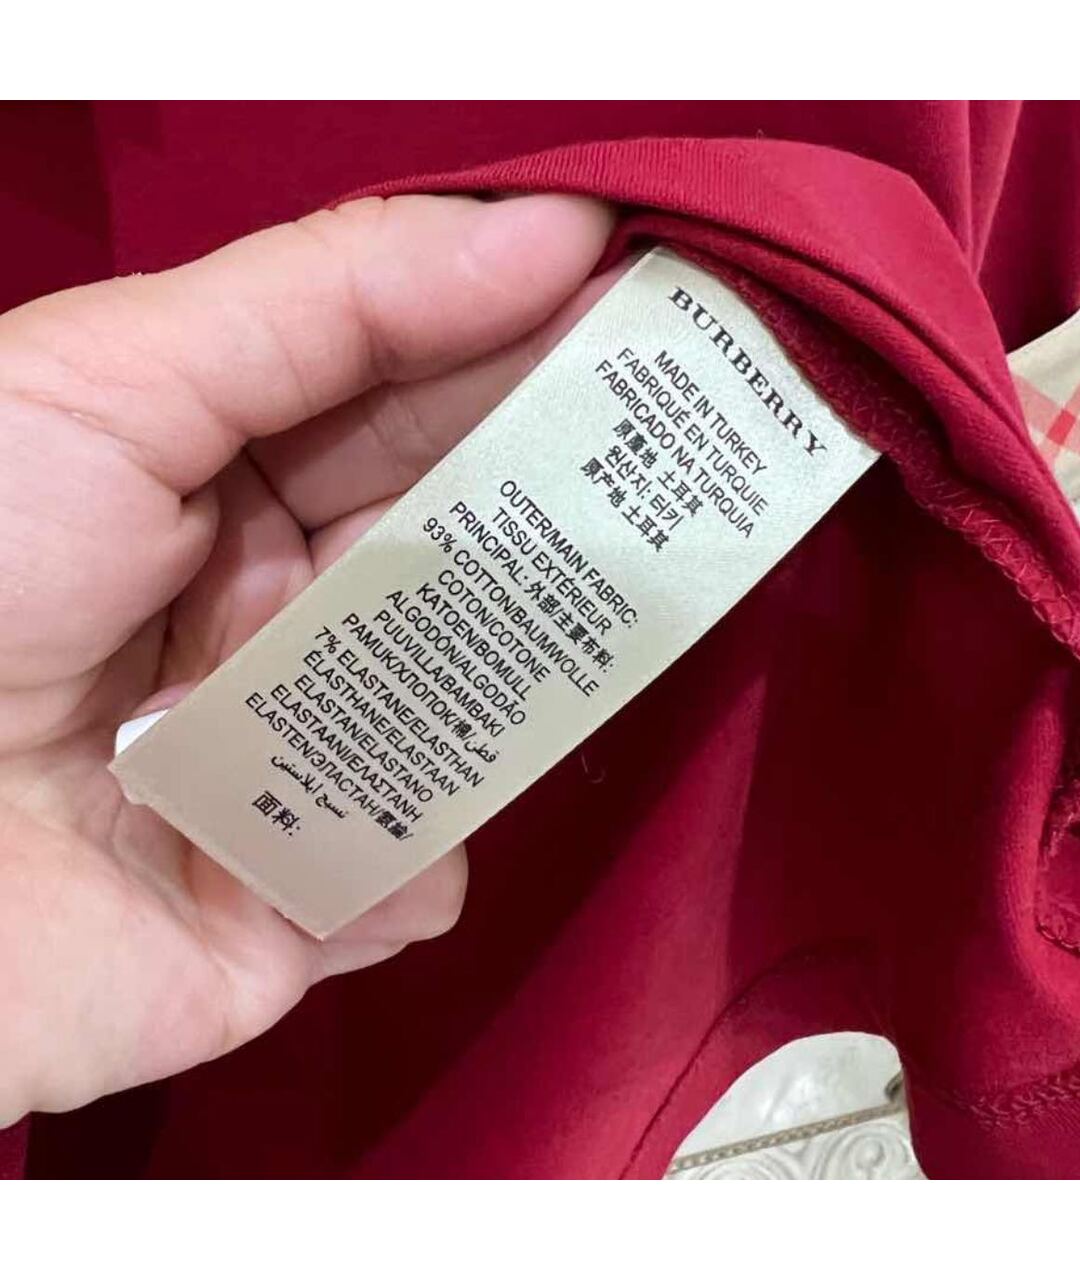 BURBERRY
MADE IN TURKEY
FABRIQUÉ EN TURQUIE
FABRICADO NA TURQUIA
原產地 土耳其
원산지: 터키
原产地 土耳其
OUTER/MAIN FABRIC:
TISSU EXTÉRIEUR
PRINCIPAL: 外部/主要布料:
93% COTTON/BAUMWOLLE
COTON/COTONE
KATOEN/BOMULL
ALGODÓN/ALGODÃO
PUUVILLA/ΒΑΜΒΑΚΙ
PAMUK/ХЛОПОК/棉/قطن
7% ELASTANE/ELASTHAN
ÉLASTHANE/ELASTAAN
ELASTAN/ELASTANO
ELASTAANI/ΕΛΑΣΤΑΝΗ
ELASTEN/ЭЛАСТАН/氨綸/
نسيج إيلاستين
面料: